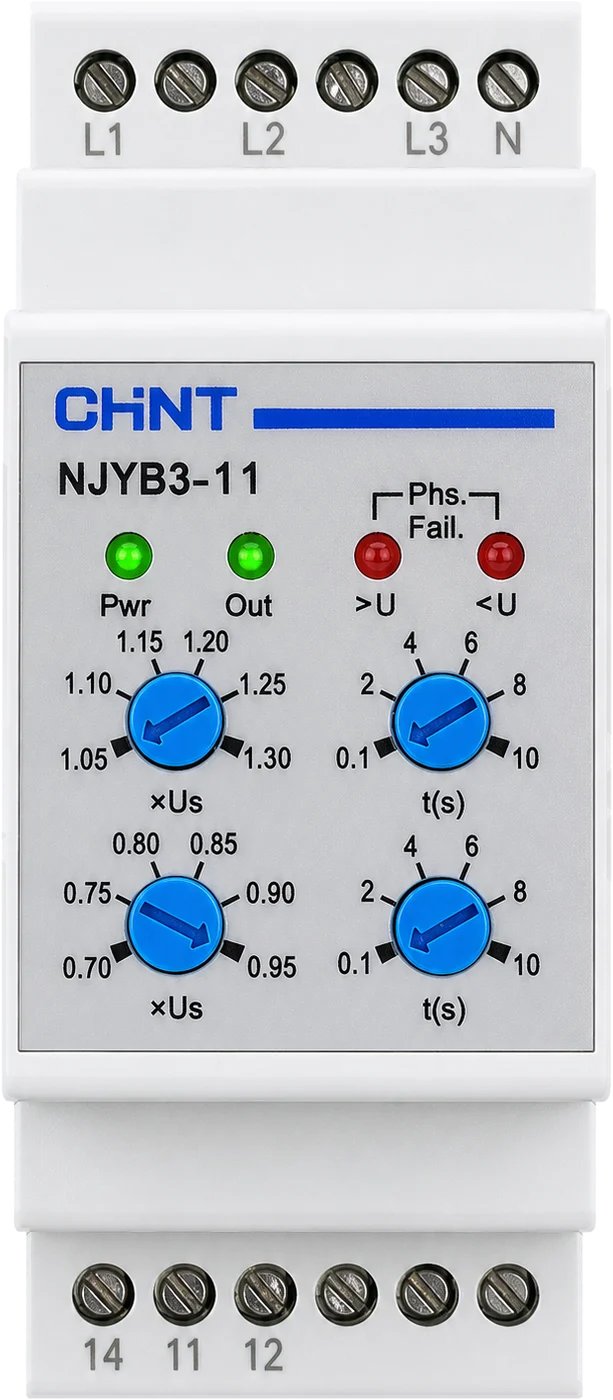 L1 L2 L3 N
CHiNT
NJYB3-11
Phs.
Fail.
Pwr Out >U <U
1.15 1.20 4 6
1.10 1.25 2 8
1.05 1.30 0.1 10
×Us t(s)
0.80 0.85 4 6
0.75 0.90 2 8
0.70 0.95 0.1 10
×Us t(s)
14 11 12